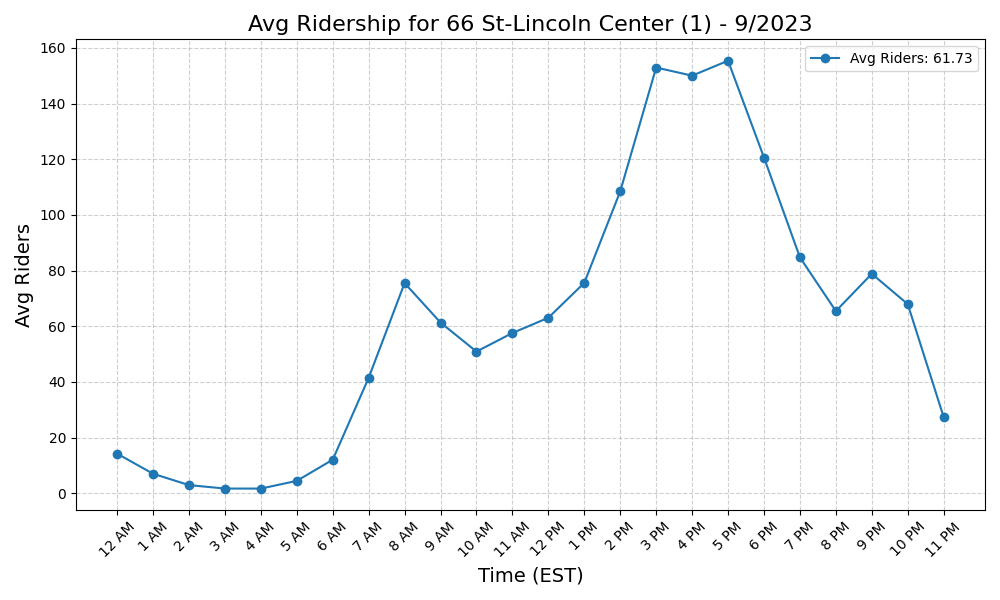 Avg Ridership for 66 St-Lincoln Center (1) - 9/2023
Avg Riders: 61.73
160
140
120
100
80
60
40
20
0
Avg Riders
12 AM
1 AM
2 AM
3 AM
4 AM
5 AM
6 AM
7 AM
8 AM
9 AM
10 AM
11 AM
12 PM
1 PM
2 PM
3 PM
4 PM
5 PM
6 PM
7 PM
8 PM
9 PM
10 PM
11 PM
Time (EST)